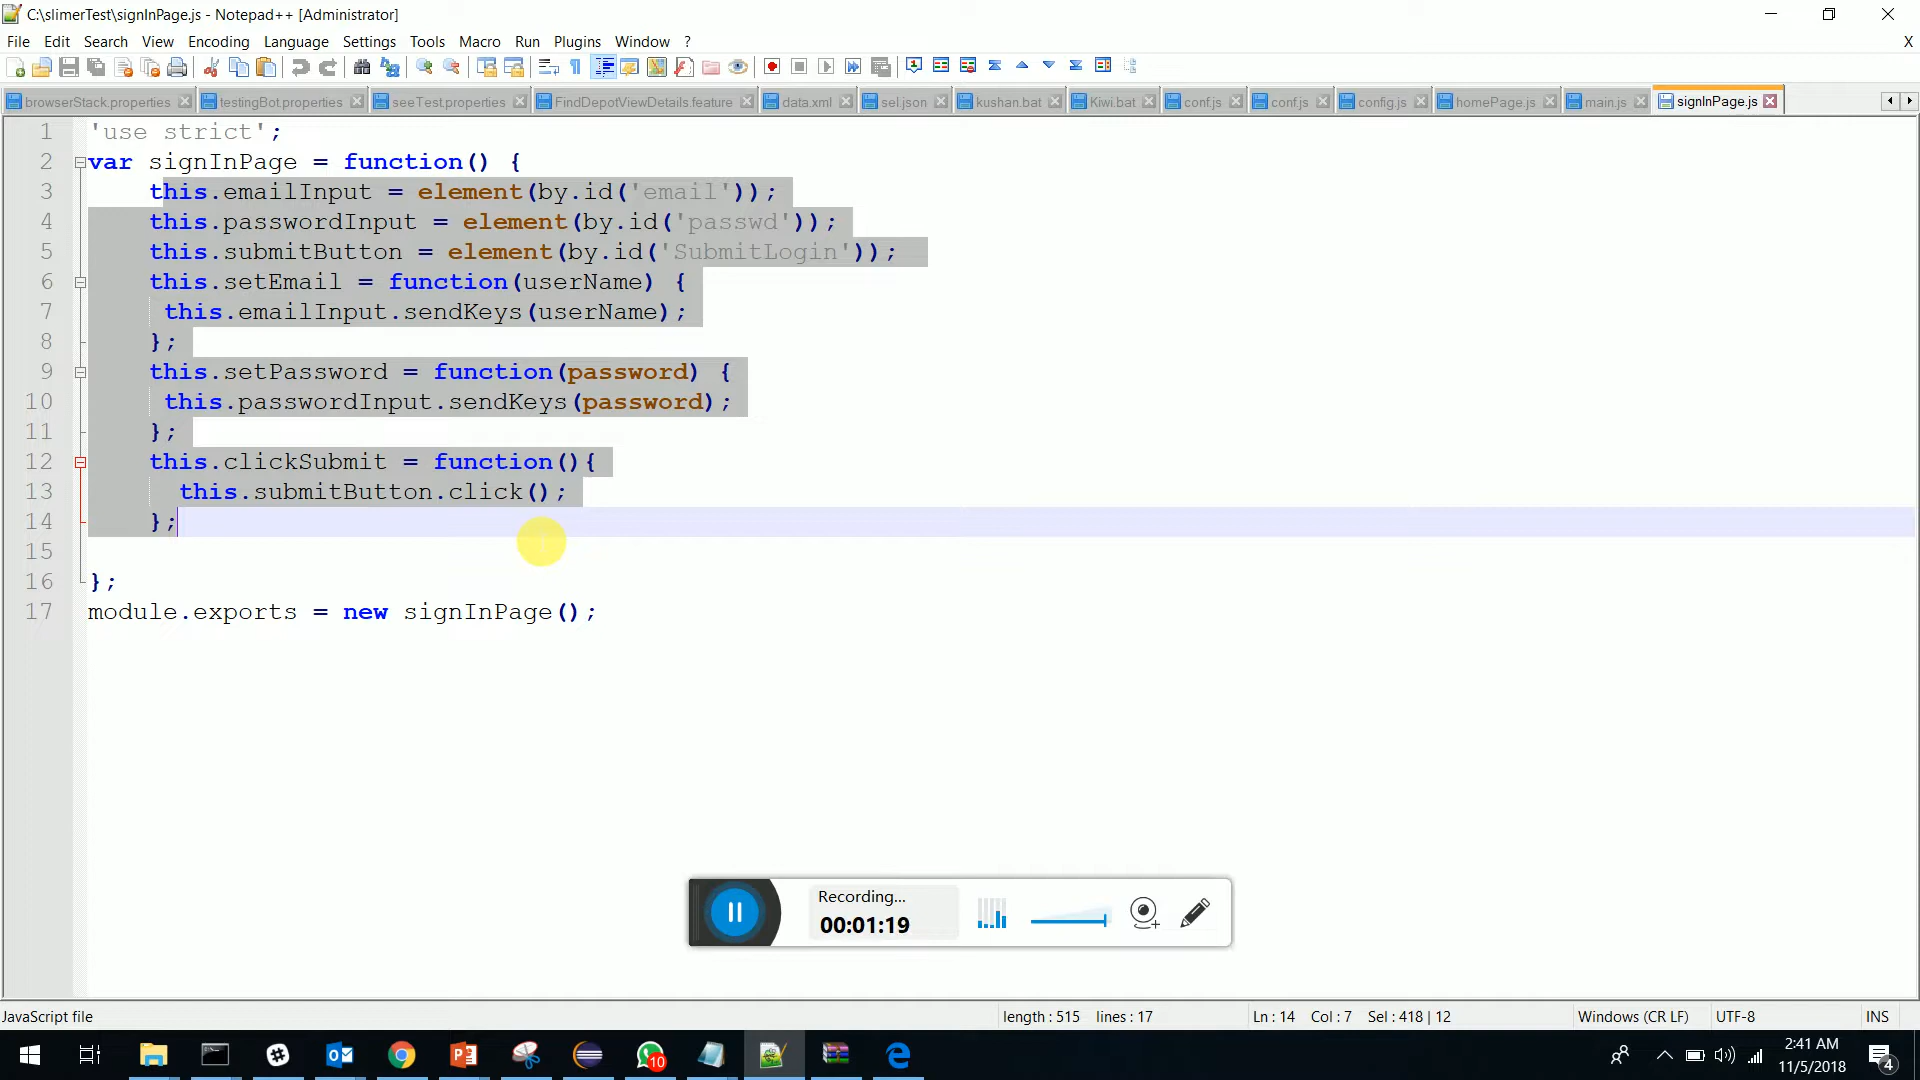 C:\slimerTest\signInPage.js - Notepad++ [Administrator]
File Edit Search View Encoding Language Settings Tools Macro Run Plugins Window ? X
browserStack.properties testingBot.properties seeTest.properties FindDepotViewDetails.feature data.xml sel.json kushan.bat Kiwi.bat conf.js conf.js config.js homePage.js main.js signInPage.js
1 'use strict';
2 var signInPage = function() {
3 this.emailInput = element(by.id('email'));
4 this.passwordInput = element(by.id('passwd'));
5 this.submitButton = element(by.id('SubmitLogin'));
6 this.setEmail = function(userName) {
7 this.emailInput.sendKeys(userName);
8 };
9 this.setPassword = function(password) {
10 this.passwordInput.sendKeys(password);
11 };
12 this.clickSubmit = function(){
13 this.submitButton.click();
14 };
15
16 };
17 module.exports = new signInPage();
Recording...
00:01:19
JavaScript file length : 515 lines : 17 Ln : 14 Col : 7 Sel : 418 | 12 Windows (CR LF) UTF-8 INS
10
2:41 AM
11/5/2018
4